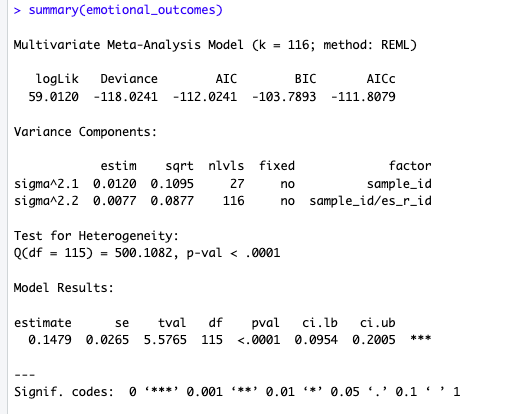 > summary(emotional_outcomes)
Multivariate Meta-Analysis Model (k = 116; method: REML)
logLik Deviance AIC BIC AICc
59.0120 -118.0241 -112.0241 -103.7893 -111.8079
Variance Components:
estim sqrt nlvls fixed factor
sigma^2.1 0.0120 0.1095 27 no sample_id
sigma^2.2 0.0077 0.0877 116 no sample_id/es_r_id
Test for Heterogeneity:
Q(df = 115) = 500.1082, p-val < .0001
Model Results:
estimate se tval df pval ci.lb ci.ub
0.1479 0.0265 5.5765 115 <.0001 0.0954 0.2005 ***
---
Signif. codes: 0 ‘***’ 0.001 ‘**’ 0.01 ‘*’ 0.05 ‘.’ 0.1 ‘ ’ 1